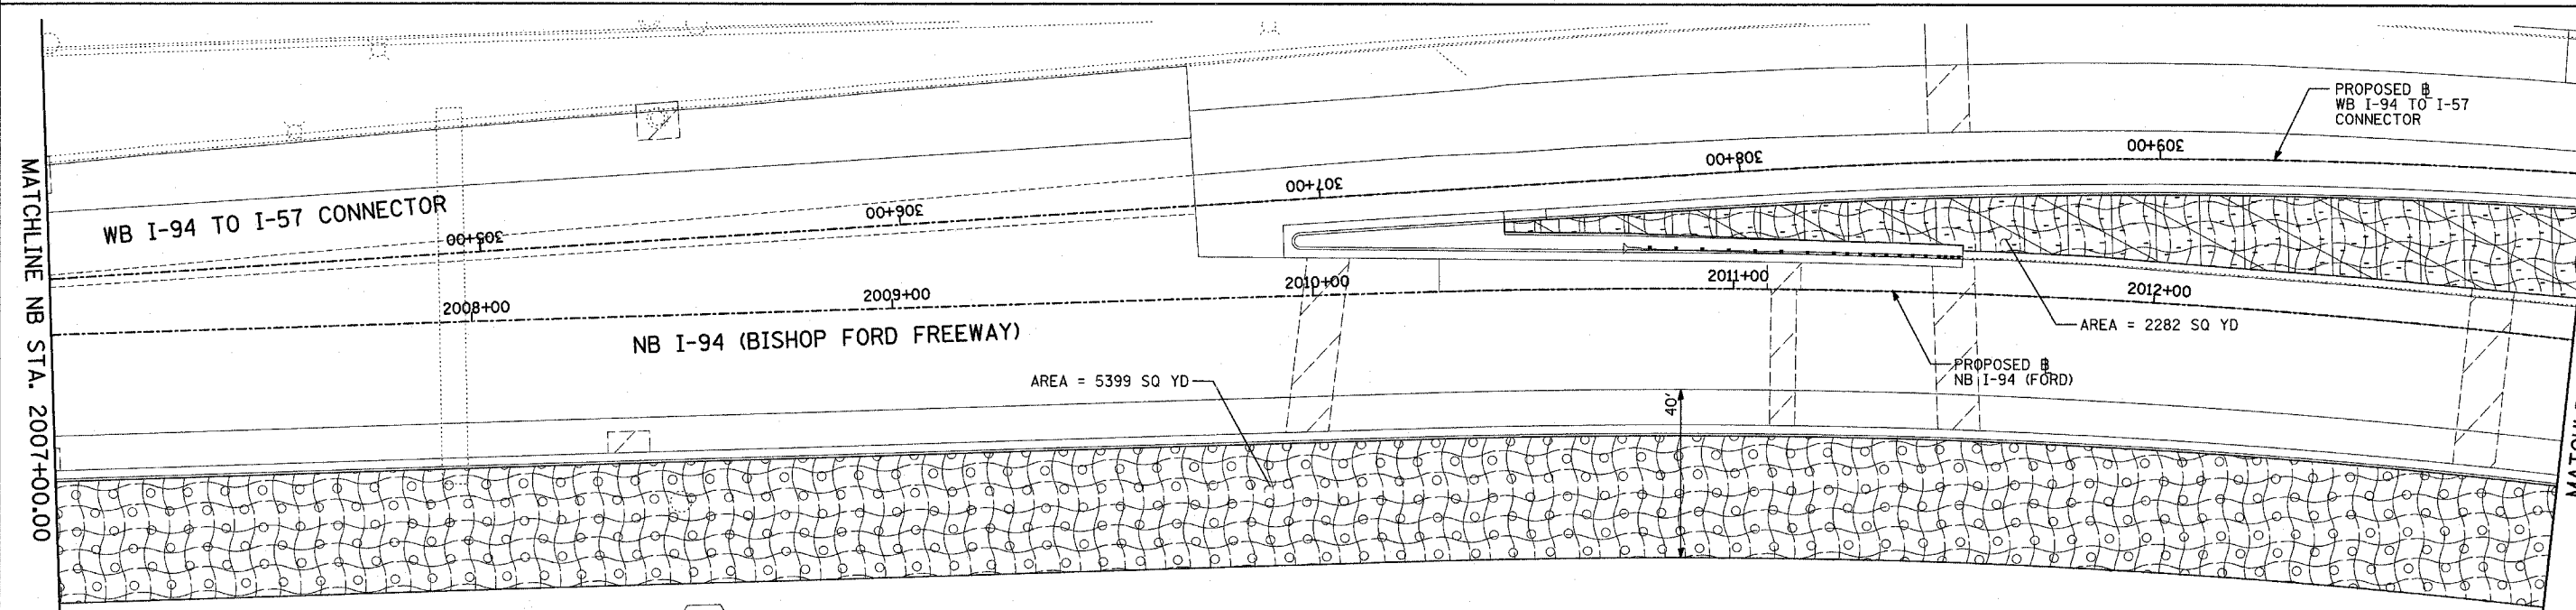 MATCHLINE NB STA. 2007+00.00
WB I-94 TO I-57 CONNECTOR
305+00
306+00
307+00
308+00
309+00
PROPOSED ⅊
WB I-94 TO I-57
CONNECTOR
2008+00
2009+00
2010+00
2011+00
2012+00
NB I-94 (BISHOP FORD FREEWAY)
AREA = 5399 SQ YD
40'
AREA = 2282 SQ YD
PROPOSED ⅊
NB I-94 (FORD)